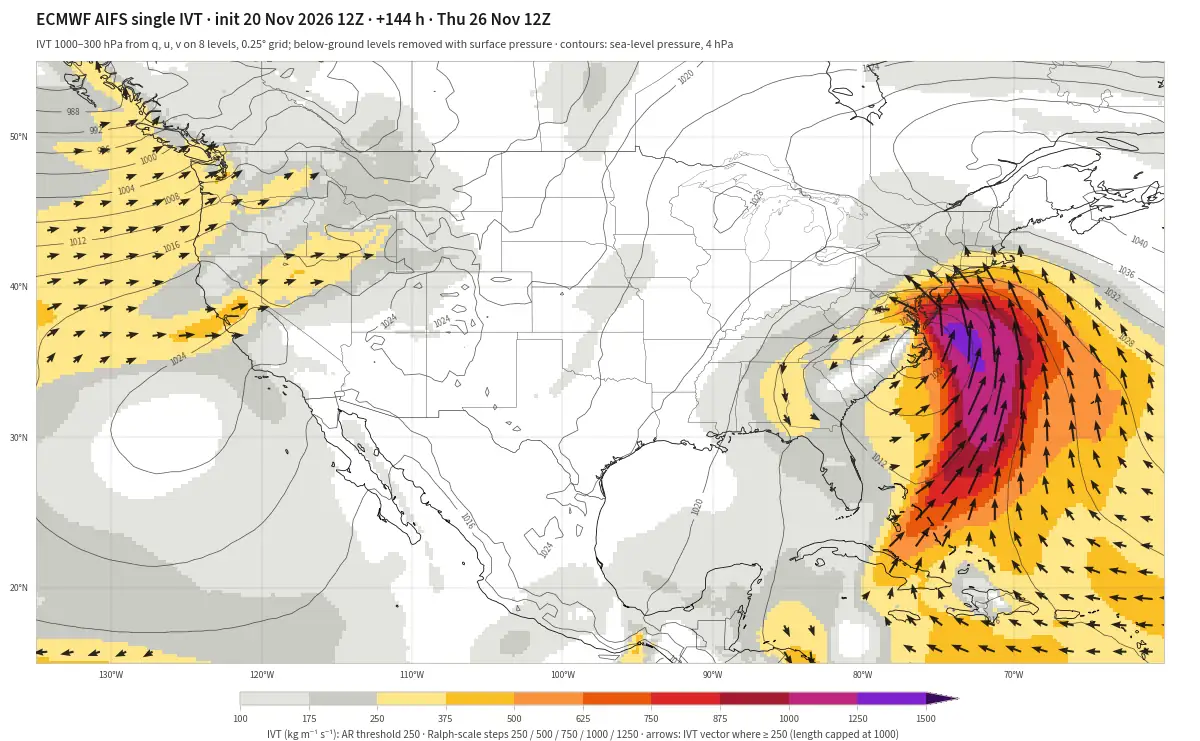 ECMWF AIFS single IVT · init 20 Nov 2026 12Z · +144 h · Thu 26 Nov 12Z
IVT 1000–300 hPa from q, u, v on 8 levels, 0.25° grid; below-ground levels removed with surface pressure · contours: sea-level pressure, 4 hPa
1020
988
50°N
992
1000
1004
1008
1028
1012
1016
1040
1036
40°N
1032
1024
1024
1028
1024
30°N
1012
1020
1016
1024
20°N
130°W 120°W 110°W 100°W 90°W 80°W 70°W
100 175 250 375 500 625 750 875 1000 1250 1500
IVT (kg m⁻¹ s⁻¹): AR threshold 250 · Ralph-scale steps 250 / 500 / 750 / 1000 / 1250 · arrows: IVT vector where ≥ 250 (length capped at 1000)